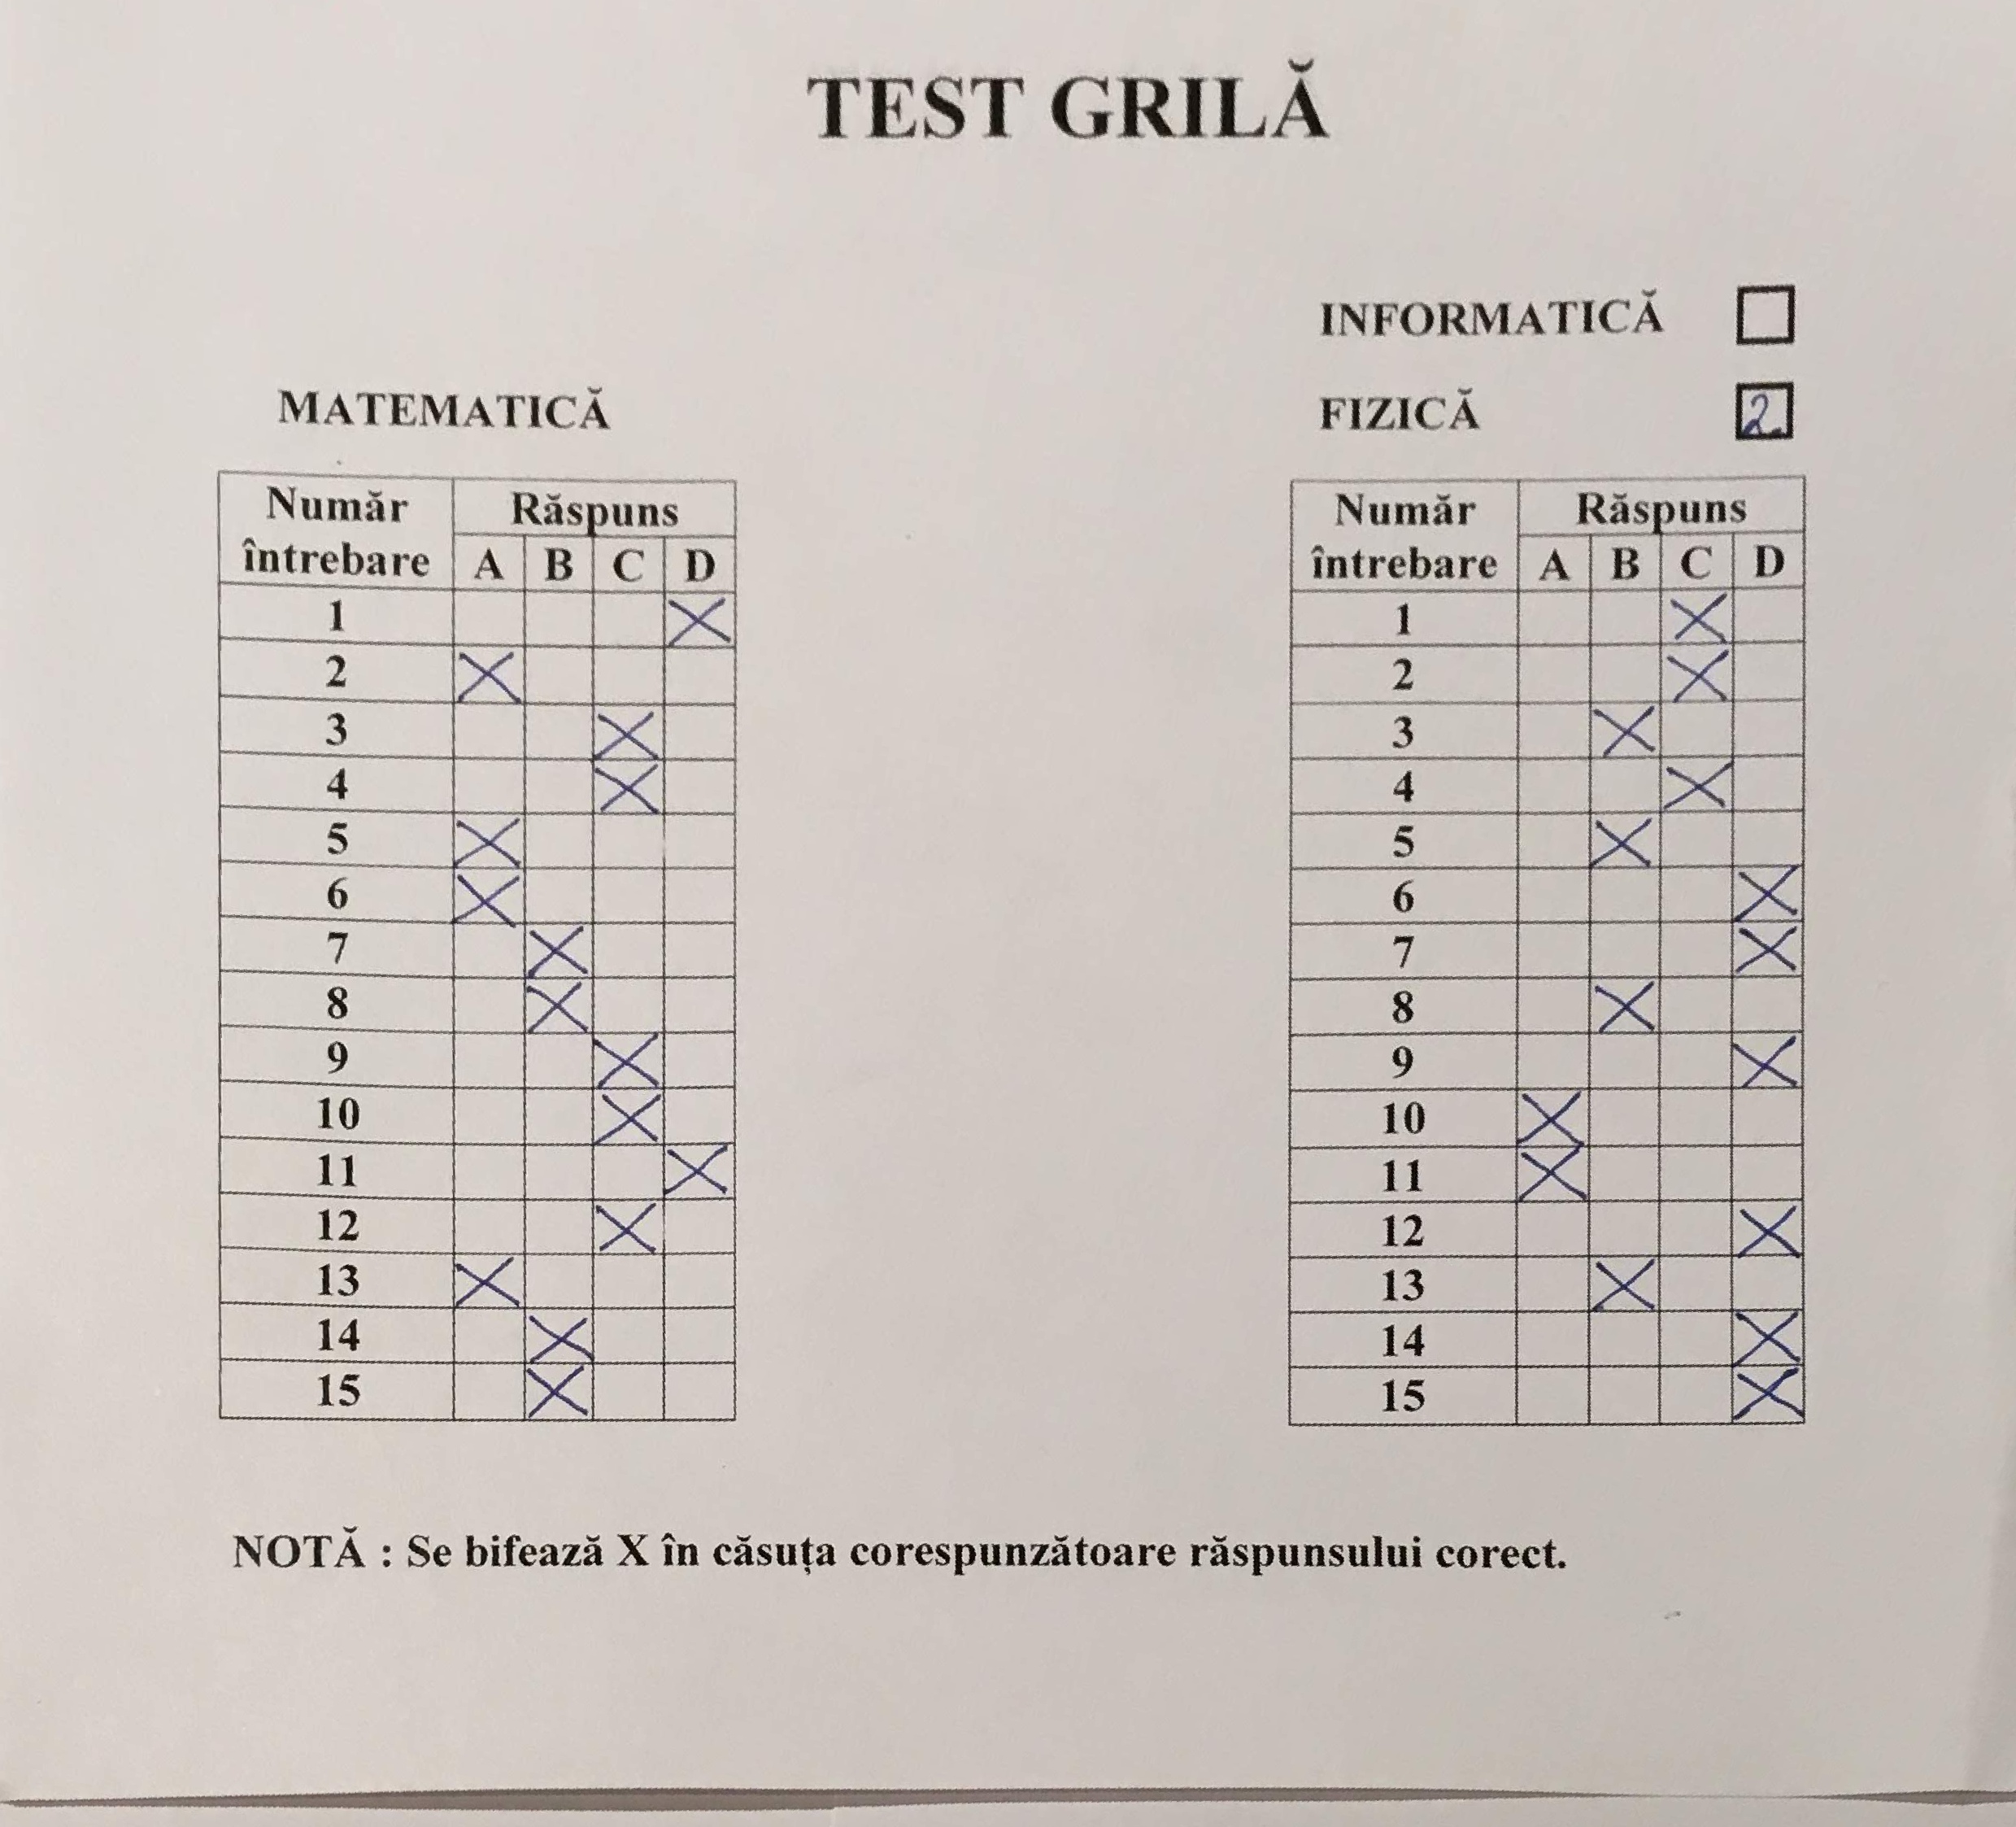 TEST GRILĂ
INFORMATICĂ
MATEMATICĂ
FIZICĂ 2
Număr întrebare Răspuns
A B C D
1 X
2 X
3 X
4 X
5 X
6 X
7 X
8 X
9 X
10 X
11 X
12 X
13 X
14 X
15 X
Număr întrebare Răspuns
A B C D
1 X
2 X
3 X
4 X
5 X
6 X
7 X
8 X
9 X
10 X
11 X
12 X
13 X
14 X
15 X
NOTĂ : Se bifează X în căsuța corespunzătoare răspunsului corect.